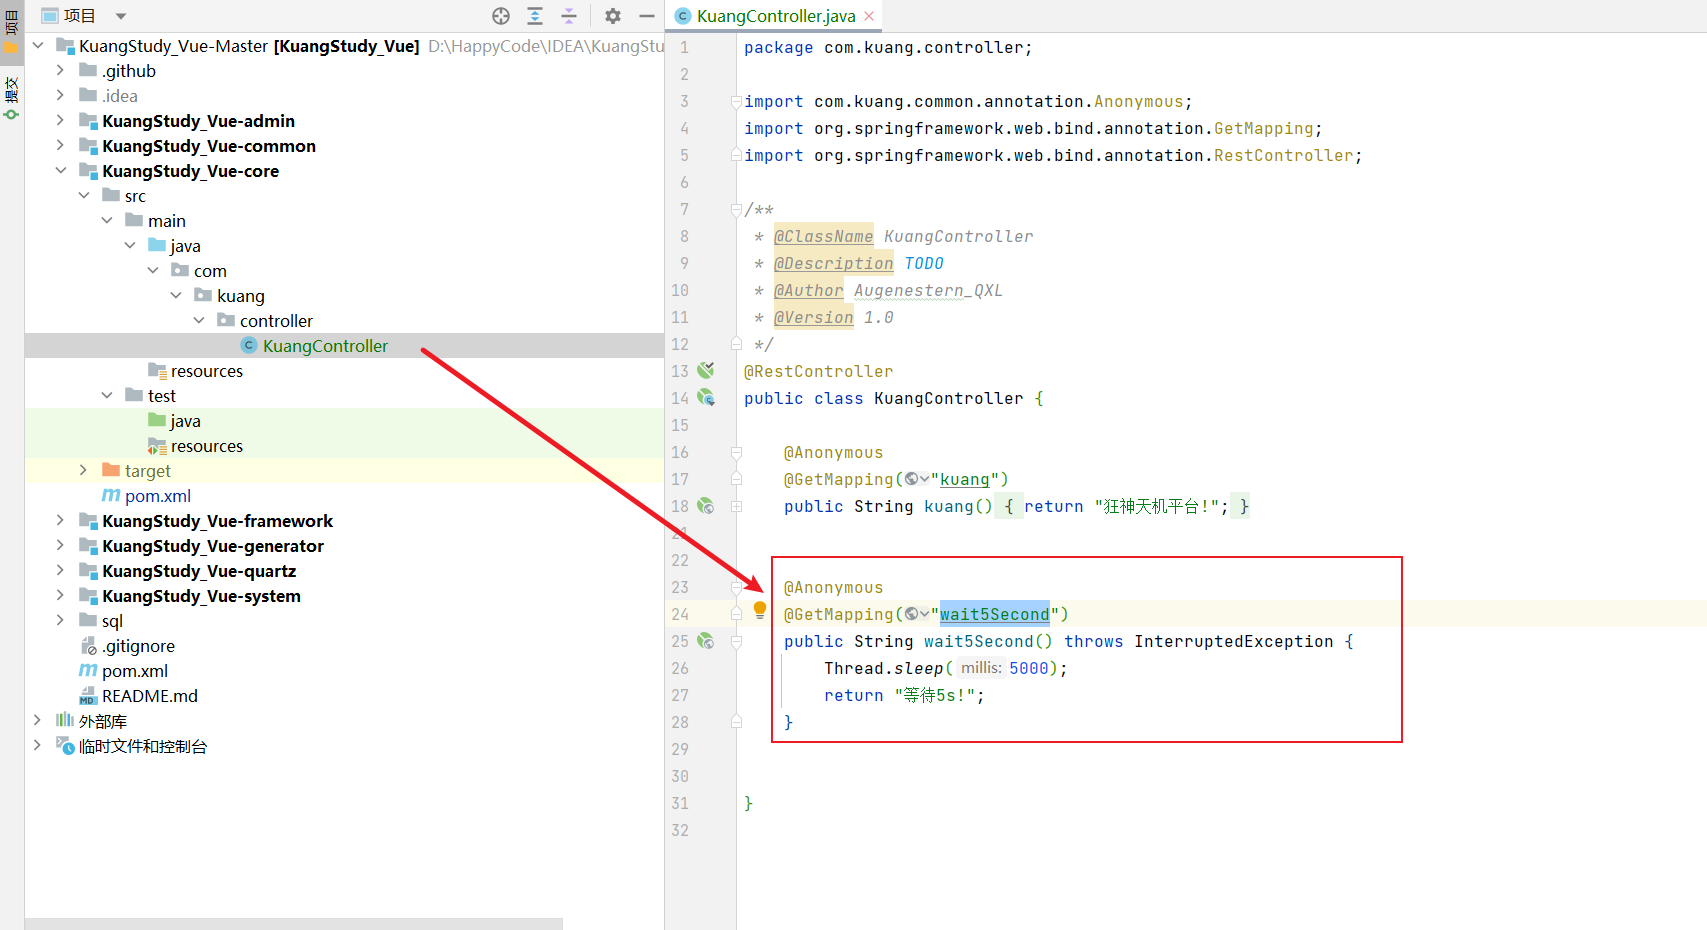 项目
提交
项目
KuangStudy_Vue-Master [KuangStudy_Vue] D:\HappyCode\IDEA\KuangStu
.github
.idea
KuangStudy_Vue-admin
KuangStudy_Vue-common
KuangStudy_Vue-core
src
main
java
com
kuang
controller
KuangController
resources
test
java
resources
target
pom.xml
KuangStudy_Vue-framework
KuangStudy_Vue-generator
KuangStudy_Vue-quartz
KuangStudy_Vue-system
sql
.gitignore
pom.xml
README.md
外部库
临时文件和控制台
KuangController.java
1 package com.kuang.controller;
2
3 import com.kuang.common.annotation.Anonymous;
4 import org.springframework.web.bind.annotation.GetMapping;
5 import org.springframework.web.bind.annotation.RestController;
6
7 /**
8 * @ClassName KuangController
9 * @Description TODO
10 * @Author Augenestern_QXL
11 * @Version 1.0
12 */
13 @RestController
14 public class KuangController {
15
16 @Anonymous
17 @GetMapping("kuang")
18 public String kuang() { return "狂神天机平台!"; }
21
22
23 @Anonymous
24 @GetMapping("wait5Second")
25 public String wait5Second() throws InterruptedException {
26 Thread.sleep( millis: 5000);
27 return "等待5s!";
28 }
29
30
31 }
32